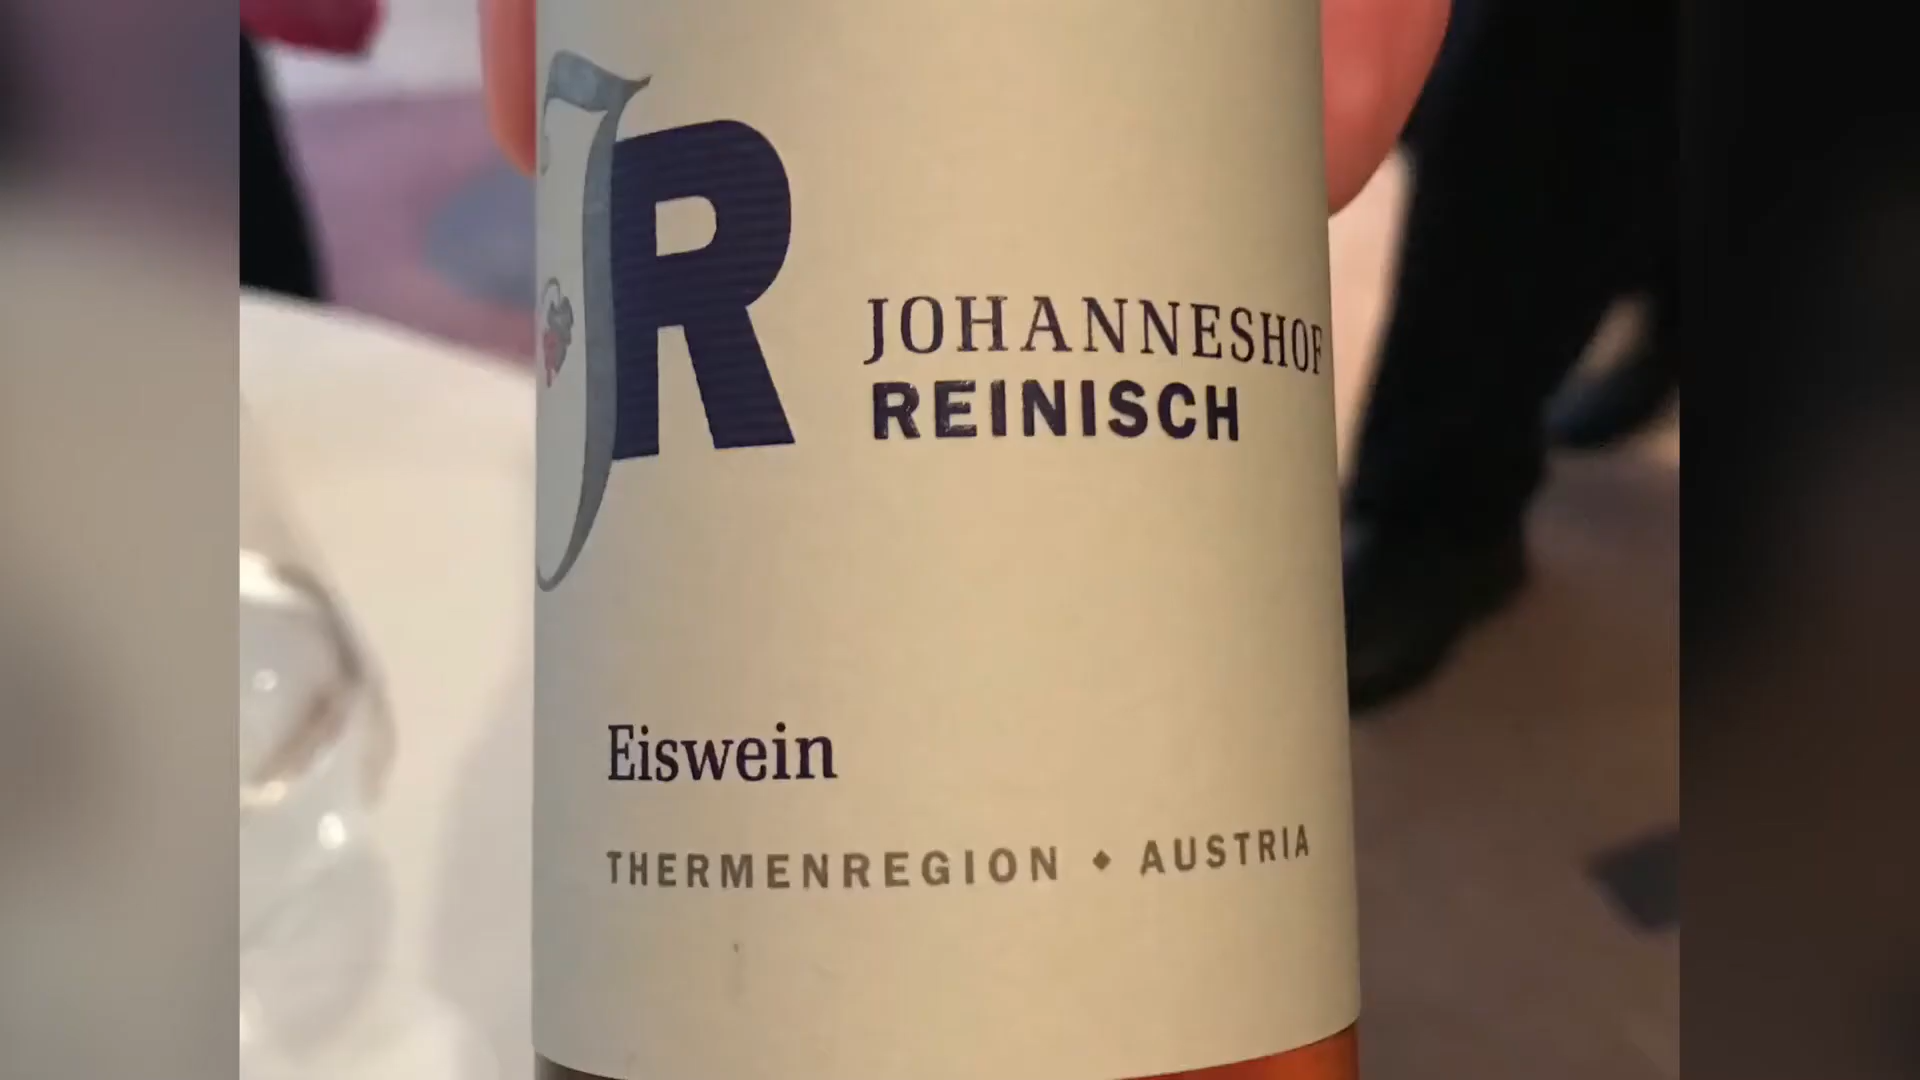 JR
JOHANNESHOF
REINISCH
Eiswein
THERMENREGION ◆ AUSTRIA